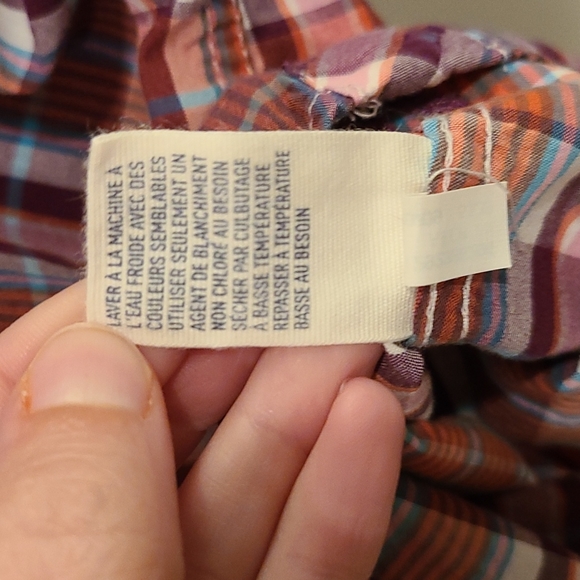 LAVER À LA MACHINE À
L'EAU FROIDE AVEC DES
COULEURS SEMBLABLES
UTILISER SEULEMENT UN
AGENT DE BLANCHIMENT
NON CHLORÉ AU BESOIN
SÉCHER PAR CULBUTAGE
À BASSE TEMPÉRATURE
REPASSER À TEMPÉRATURE
BASSE AU BESOIN